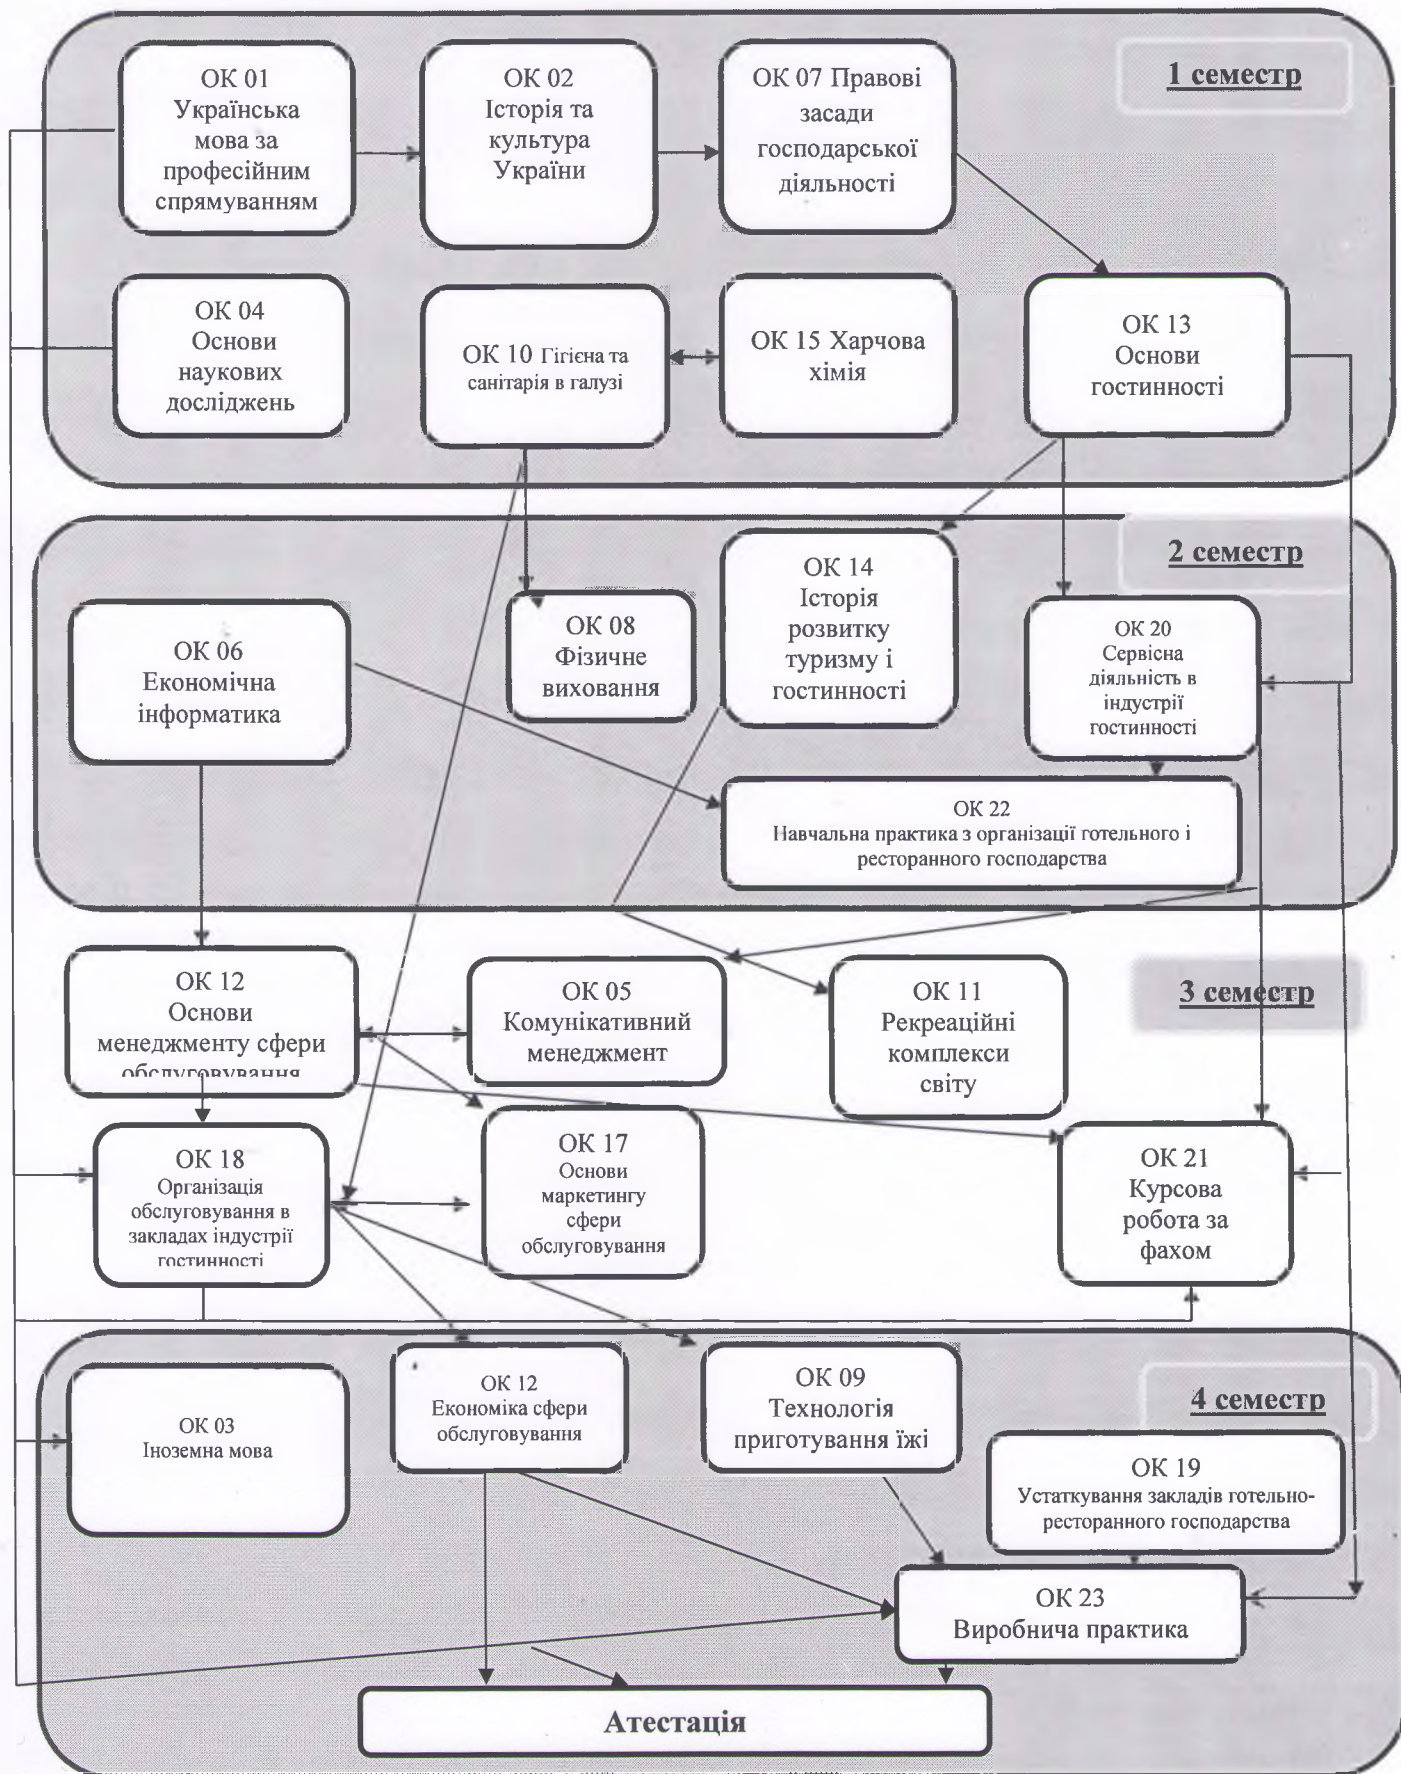 1 семестр
ОК 01
Українська
мова за
професійним
спрямуванням
ОК 02
Історія та
культура
України
ОК 07 Правові
засади
господарської
діяльності
ОК 04
Основи
наукових
досліджень
ОК 10 Гігієна та
санітарія в галузі
ОК 15 Харчова
хімія
ОК 13
Основи
гостинності
2 семестр
ОК 06
Економічна
інформатика
ОК 08
Фізичне
виховання
ОК 14
Історія
розвитку
туризму і
гостинності
ОК 20
Сервісна
діяльність в
індустрії
гостинності
ОК 22
Навчальна практика з організації готельного і
ресторанного господарства
3 семестр
ОК 12
Основи
менеджменту сфери
обслуговування
ОК 05
Комунікативний
менеджмент
ОК 11
Рекреаційні
комплекси
світу
ОК 18
Організація
обслуговування в
закладах індустрії
гостинності
ОК 17
Основи
маркетингу
сфери
обслуговування
ОК 21
Курсова
робота за
фахом
4 семестр
ОК 03
Іноземна мова
ОК 12
Економіка сфери
обслуговування
ОК 09
Технологія
приготування їжі
ОК 19
Устаткування закладів готельно-
ресторанного господарства
ОК 23
Виробнича практика
Атестація